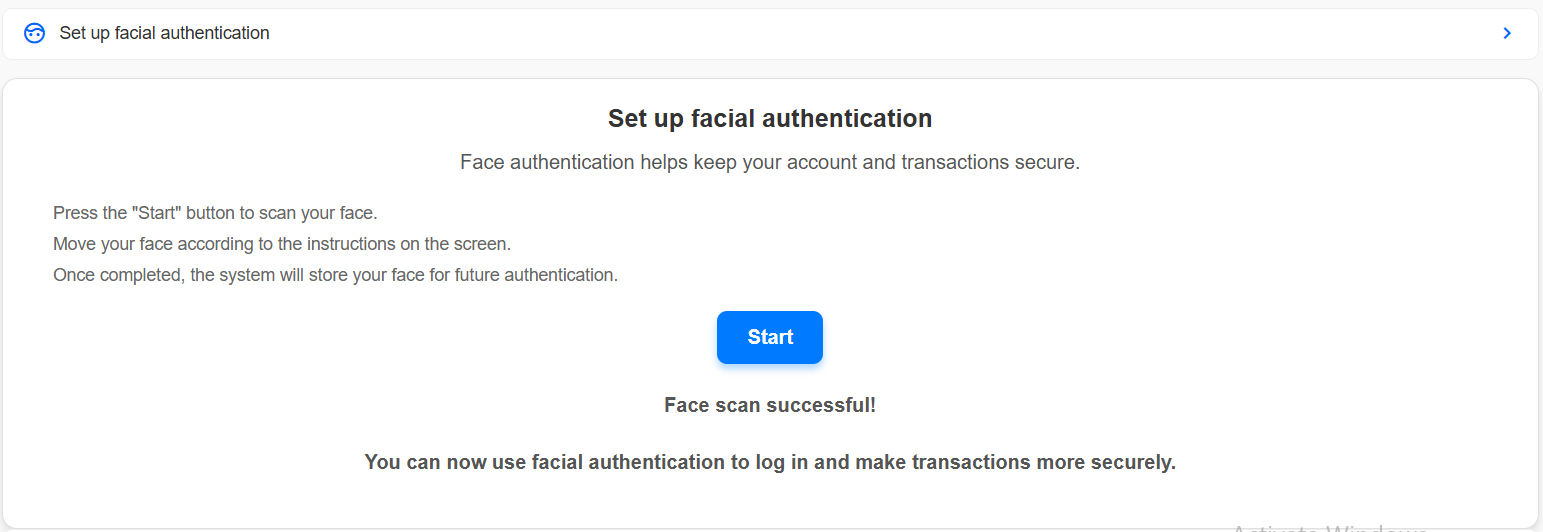 Set up facial authentication
Set up facial authentication
Face authentication helps keep your account and transactions secure.
Press the "Start" button to scan your face.
Move your face according to the instructions on the screen.
Once completed, the system will store your face for future authentication.
Start
Face scan successful!
You can now use facial authentication to log in and make transactions more securely.
Activate Windows